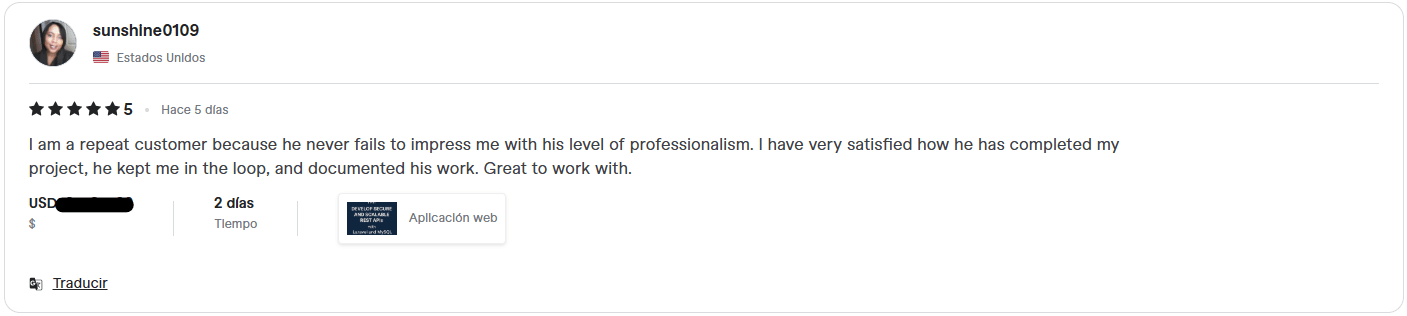 sunshine0109
Estados Unidos
5 • Hace 5 días
I am a repeat customer because he never fails to impress me with his level of professionalism. I have very satisfied how he has completed my
project, he kept me in the loop, and documented his work. Great to work with.
USD
$
2 días
Tiempo
DEVELOP SECURE
AND SCALABLE
REST APIs
with
Laravel and MySQL
Aplicación web
Traducir